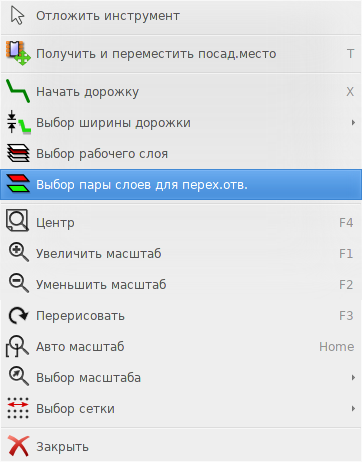 Отложить инструмент
Получить и переместить посад.место T
Начать дорожку X
Выбор ширины дорожки
Выбор рабочего слоя
Выбор пары слоев для перех.отв.
Центр F4
Увеличить масштаб F1
Уменьшить масштаб F2
Перерисовать F3
Авто масштаб Home
Выбор масштаба
Выбор сетки
Закрыть